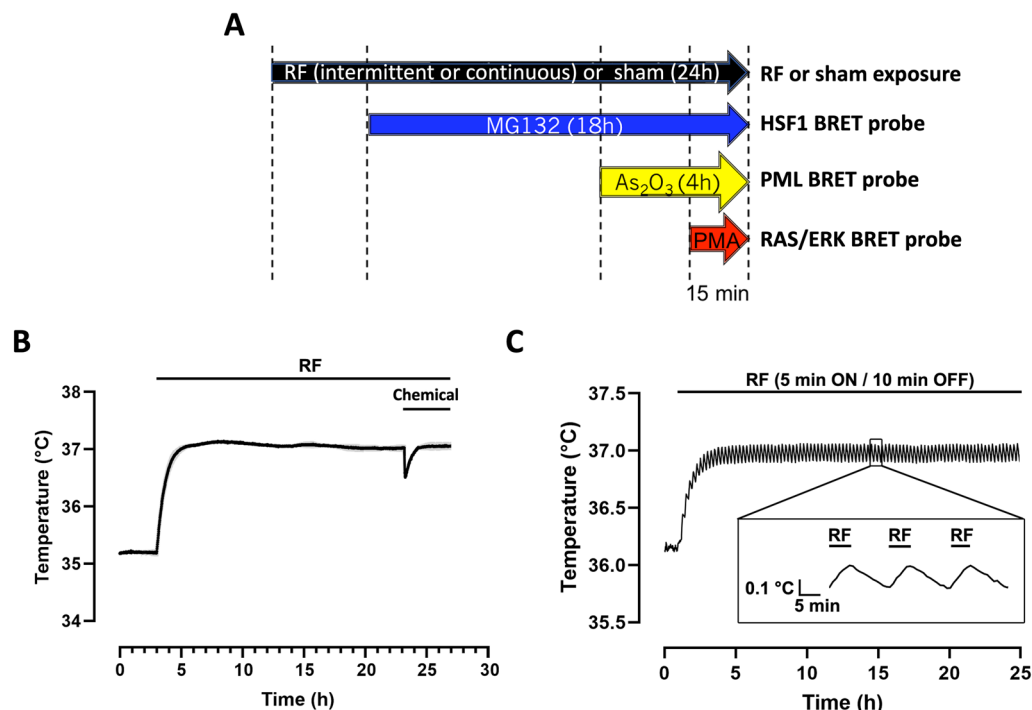 A
RF (intermittent or continuous) or sham (24h)
RF or sham exposure
MG132 (18h)
HSF1 BRET probe
As₂O₃ (4h)
PML BRET probe
PMA
RAS/ERK BRET probe
15 min
B
RF
Chemical
38
37
36
35
34
Temperature (°C)
0
5
10
15
20
25
30
Time (h)
C
RF (5 min ON / 10 min OFF)
37.5
37.0
36.5
36.0
35.5
Temperature (°C)
RF
RF
RF
0.1 °C
5 min
0
5
10
15
20
25
Time (h)